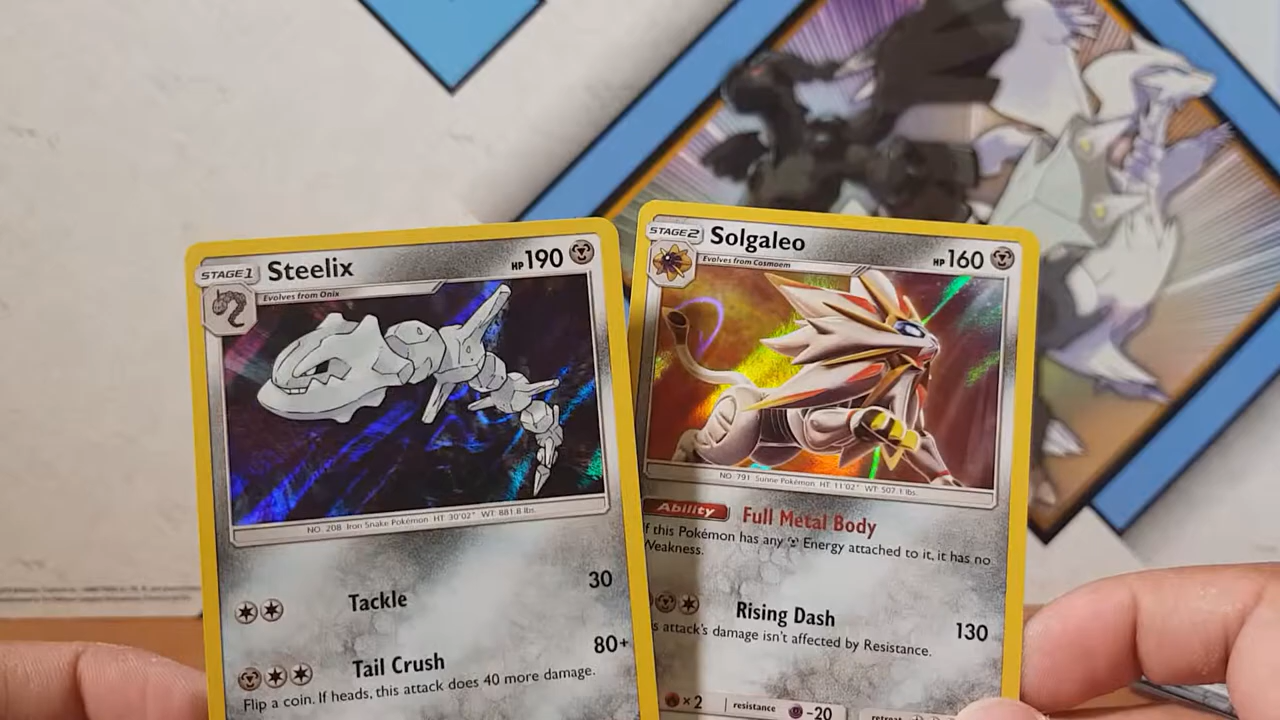 STAGE1 Steelix HP 190
Evolves from Onix
NO. 208 Iron Snake Pokémon HT: 30'02" WT: 881.8 lbs.
Tackle 30
Tail Crush 80+
Flip a coin. If heads, this attack does 40 more damage.
STAGE2 Solgaleo HP 160
Evolves from Cosmoem
NO. 791 Sunne Pokémon HT: 11'02" WT: 507.1 lbs.
Ability Full Metal Body
If this Pokémon has any Energy attached to it, it has no
Weakness.
Rising Dash 130
attack's damage isn't affected by Resistance.
×2 resistance -20 retreat